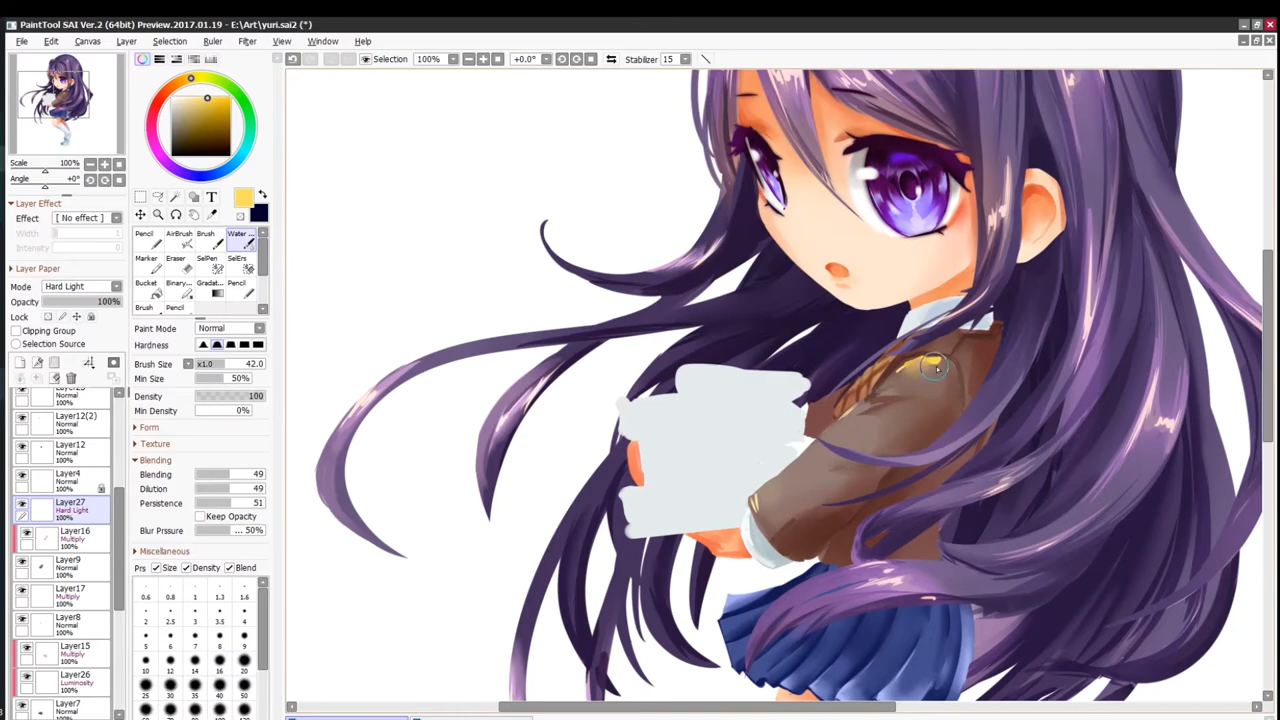 PaintTool SAI Ver.2 (64bit) Preview.2017.01.19 - E:\Art\yuri.sai2 (*)
File Edit Canvas Layer Selection Ruler Filter View Window Help
Selection 100% +0.0° Stabilizer 15
Scale 100%
Angle +0°
Layer Effect
Effect [ No effect ]
Width 1
Intensity 0
Layer Paper
Mode Hard Light
Opacity 100%
Lock
Clipping Group
Selection Source
Normal
100%
Layer12(2)
Normal
100%
Layer12
Normal
100%
Layer4
Normal
100%
Layer27
Hard Light
100%
Layer16
Multiply
100%
Layer9
Normal
100%
Layer17
Multiply
100%
Layer8
Normal
100%
Layer15
Multiply
100%
Layer26
Luminosity
100%
Layer7
Normal
100%
T
Pencil AirBrush Brush Water ...
Marker Eraser SelPen SelErs
Bucket Binary... Gradat... Pencil
Brush Pencil
Paint Mode Normal
Hardness
Brush Size x1.0 42.0
Min Size 50%
Density 100
Min Density 0%
Form
Texture
Blending
Blending 49
Dilution 49
Persistence 51
Keep Opacity
Blur Prsure ... 50%
Miscellaneous
Prs Size Density Blend
0.6 0.8 1 1.3 1.6
2 2.5 3 3.5 4
5 6 7 8 9
10 12 14 16 20
25 30 35 40 50